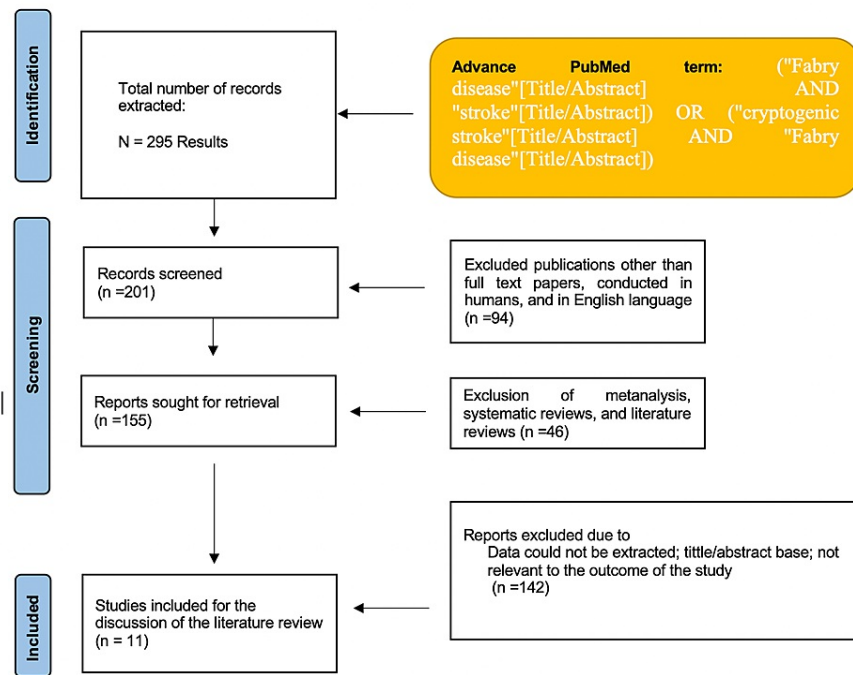 Identification
Total number of records
extracted:
N = 295 Results
Advance PubMed term: ("Fabry
disease"[Title/Abstract] AND
"stroke"[Title/Abstract]) OR ("cryptogenic
stroke"[Title/Abstract] AND "Fabry
disease"[Title/Abstract])
Screening
Records screened
(n =201)
Excluded publications other than
full text papers, conducted in
humans, and in English language
(n =94)
Reports sought for retrieval
(n =155)
Exclusion of metanalysis,
systematic reviews, and literature
reviews (n =46)
Reports excluded due to
Data could not be extracted; tittle/abstract base; not
relevant to the outcome of the study
(n =142)
Included
Studies included for the
discussion of the literature review
(n = 11)